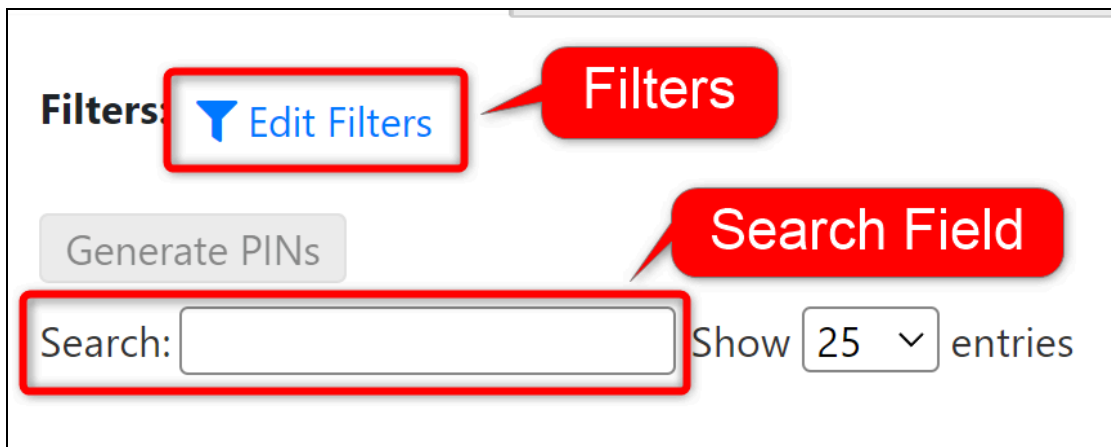 Filters: Edit Filters
Filters
Generate PINs
Search Field
Search: Show 25 entries